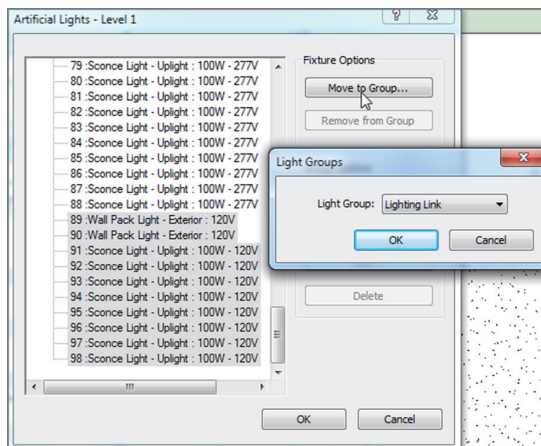 Artificial Lights - Level 1
79 :Sconce Light - Uplight : 100W - 277V
80 :Sconce Light - Uplight : 100W - 277V
81 :Sconce Light - Uplight : 100W - 277V
82 :Sconce Light - Uplight : 100W - 277V
83 :Sconce Light - Uplight : 100W - 277V
84 :Sconce Light - Uplight : 100W - 277V
85 :Sconce Light - Uplight : 100W - 277V
86 :Sconce Light - Uplight : 100W - 277V
87 :Sconce Light - Uplight : 100W - 277V
88 :Sconce Light - Uplight : 100W - 277V
89 :Wall Pack Light - Exterior : 120V
90 :Wall Pack Light - Exterior : 120V
91 :Sconce Light - Uplight : 100W - 120V
92 :Sconce Light - Uplight : 100W - 120V
93 :Sconce Light - Uplight : 100W - 120V
94 :Sconce Light - Uplight : 100W - 120V
95 :Sconce Light - Uplight : 100W - 120V
96 :Sconce Light - Uplight : 100W - 120V
97 :Sconce Light - Uplight : 100W - 120V
98 :Sconce Light - Uplight : 100W - 120V
Fixture Options
Move to Group...
Remove from Group
Light Groups
Light Group: Lighting Link
OK Cancel
Delete
OK Cancel